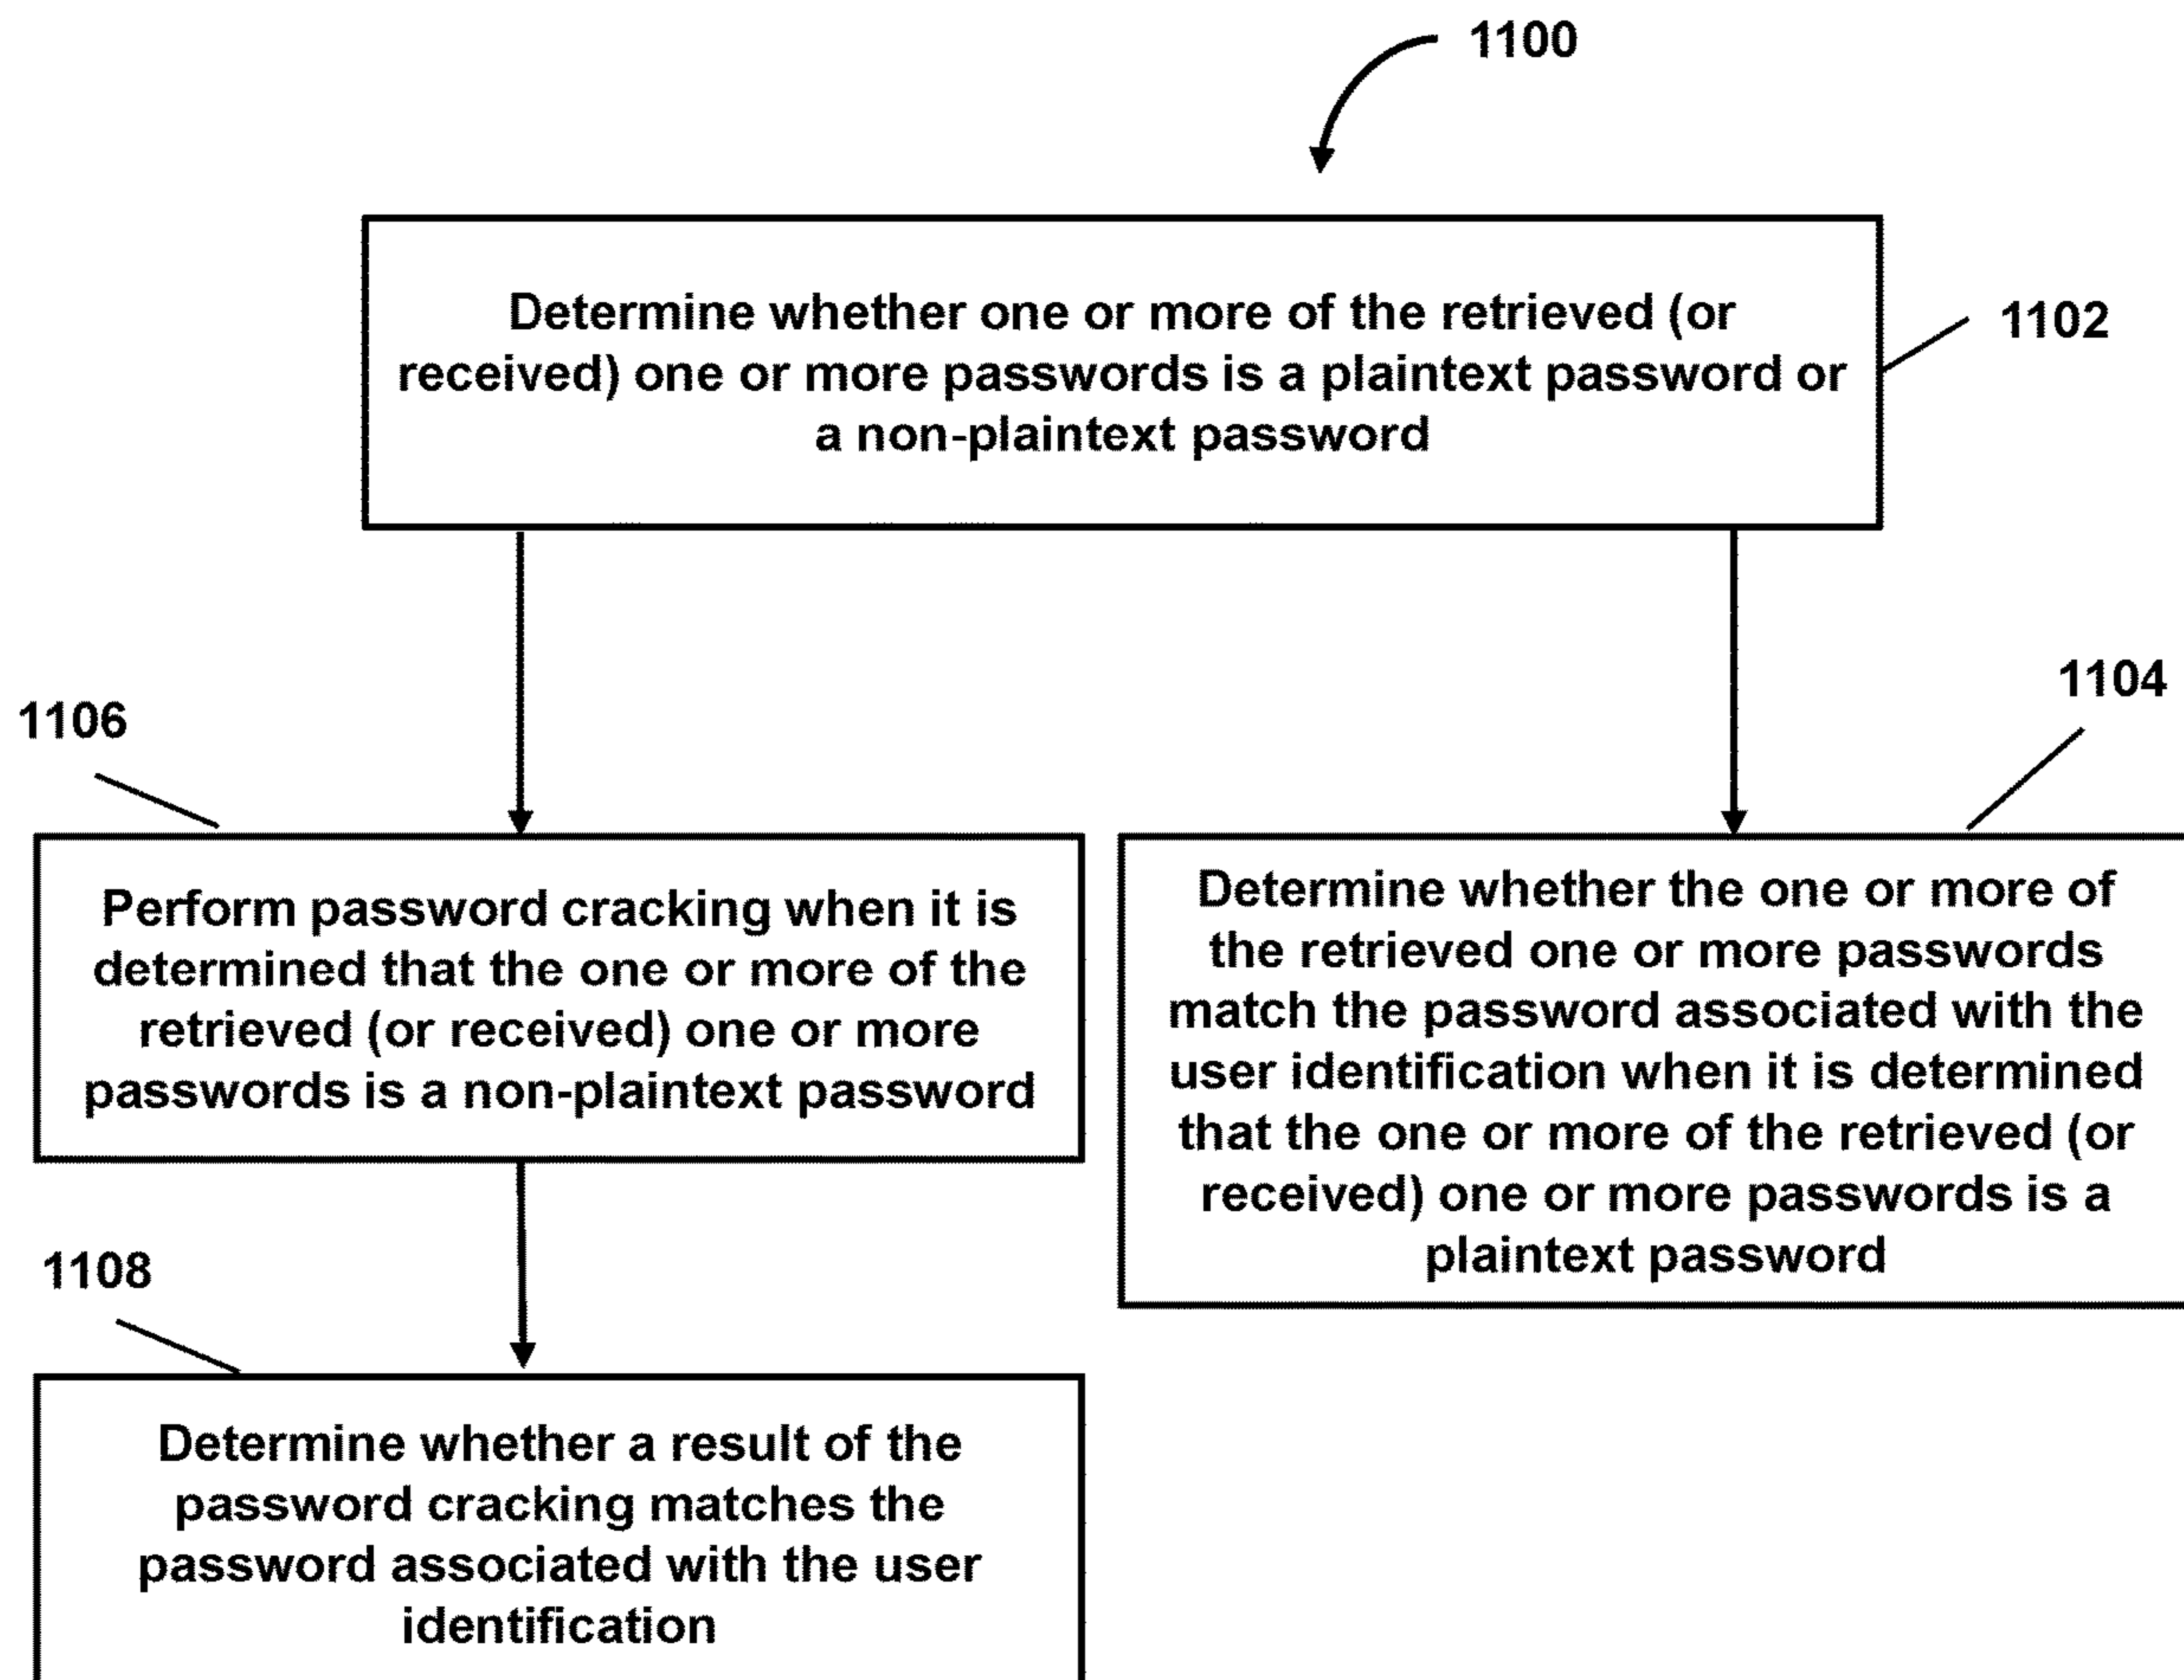 1100
Determine whether one or more of the retrieved (or
received) one or more passwords is a plaintext password or
a non-plaintext password
1102
1106
Perform password cracking when it is
determined that the one or more of the
retrieved (or received) one or more
passwords is a non-plaintext password
1104
Determine whether the one or more of
the retrieved one or more passwords
match the password associated with the
user identification when it is determined
that the one or more of the retrieved (or
received) one or more passwords is a
plaintext password
1108
Determine whether a result of the
password cracking matches the
password associated with the user
identification